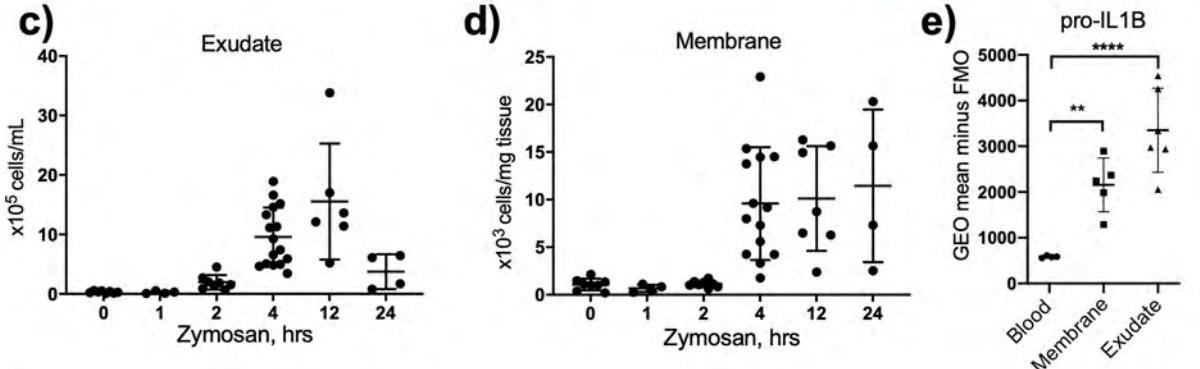 c)
Exudate
x10⁵ cells/mL
40
30
20
10
0
0 1 2 4 12 24
Zymosan, hrs
d)
Membrane
x10³ cells/mg tissue
25
20
15
10
5
0
0 1 2 4 12 24
Zymosan, hrs
e)
pro-IL1B
GEO mean minus FMO
5000
4000
3000
2000
1000
0
****
**
Blood
Membrane
Exudate